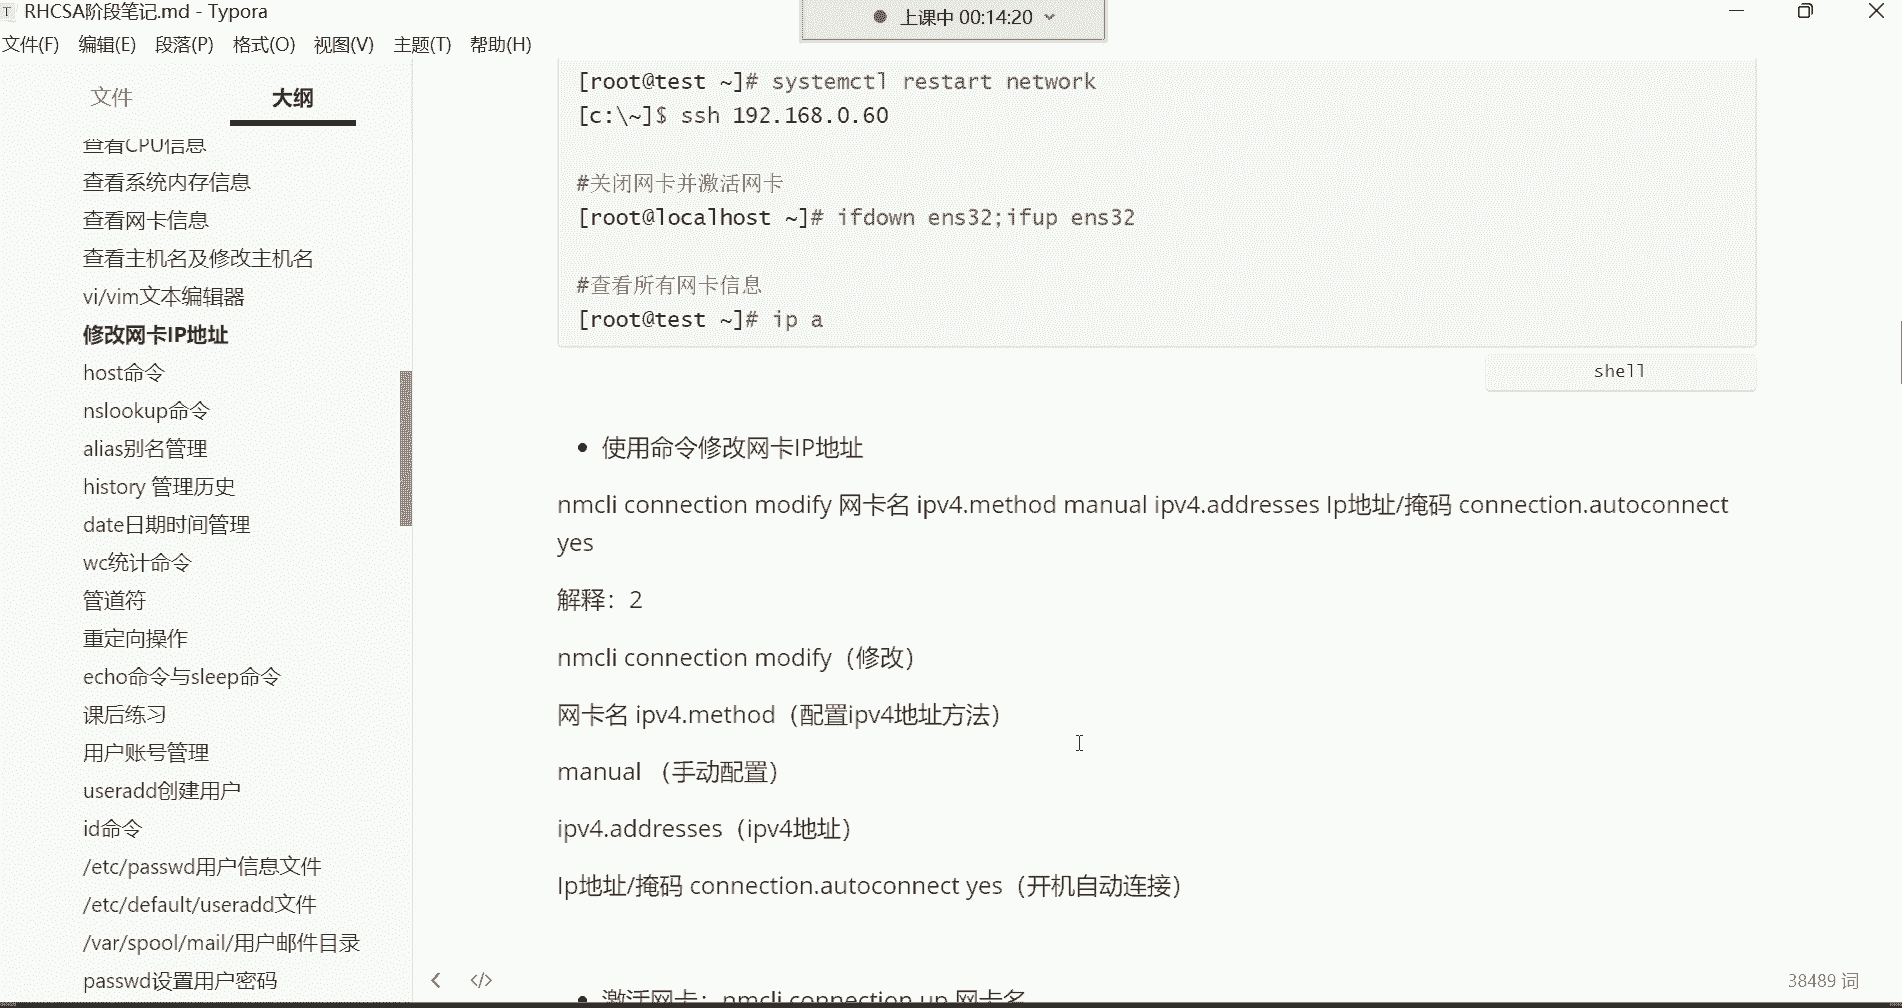 RHCSA阶段笔记.md - Typora
上课中 00:14:20
文件(F) 编辑(E) 段落(P) 格式(O) 视图(V) 主题(T) 帮助(H)
文件 大纲
查看CPU信息
查看系统内存信息
查看网卡信息
查看主机名及修改主机名
vi/vim文本编辑器
修改网卡IP地址
host命令
nslookup命令
alias别名管理
history 管理历史
date日期时间管理
wc统计命令
管道符
重定向操作
echo命令与sleep命令
课后练习
用户账号管理
useradd创建用户
id命令
/etc/passwd用户信息文件
/etc/default/useradd文件
/var/spool/mail/用户邮件目录
passwd设置用户密码
[root@test ~]# systemctl restart network
[c:\~]$ ssh 192.168.0.60
#关闭网卡并激活网卡
[root@localhost ~]# ifdown ens32;ifup ens32
#查看所有网卡信息
[root@test ~]# ip a
shell
• 使用命令修改网卡IP地址
nmcli connection modify 网卡名 ipv4.method manual ipv4.addresses Ip地址/掩码 connection.autoconnect
yes
解释：2
nmcli connection modify（修改）
网卡名 ipv4.method（配置ipv4地址方法）
manual （手动配置）
ipv4.addresses（ipv4地址）
Ip地址/掩码 connection.autoconnect yes（开机自动连接）
• 激活网卡：nmcli connection up 网卡名
38489 词